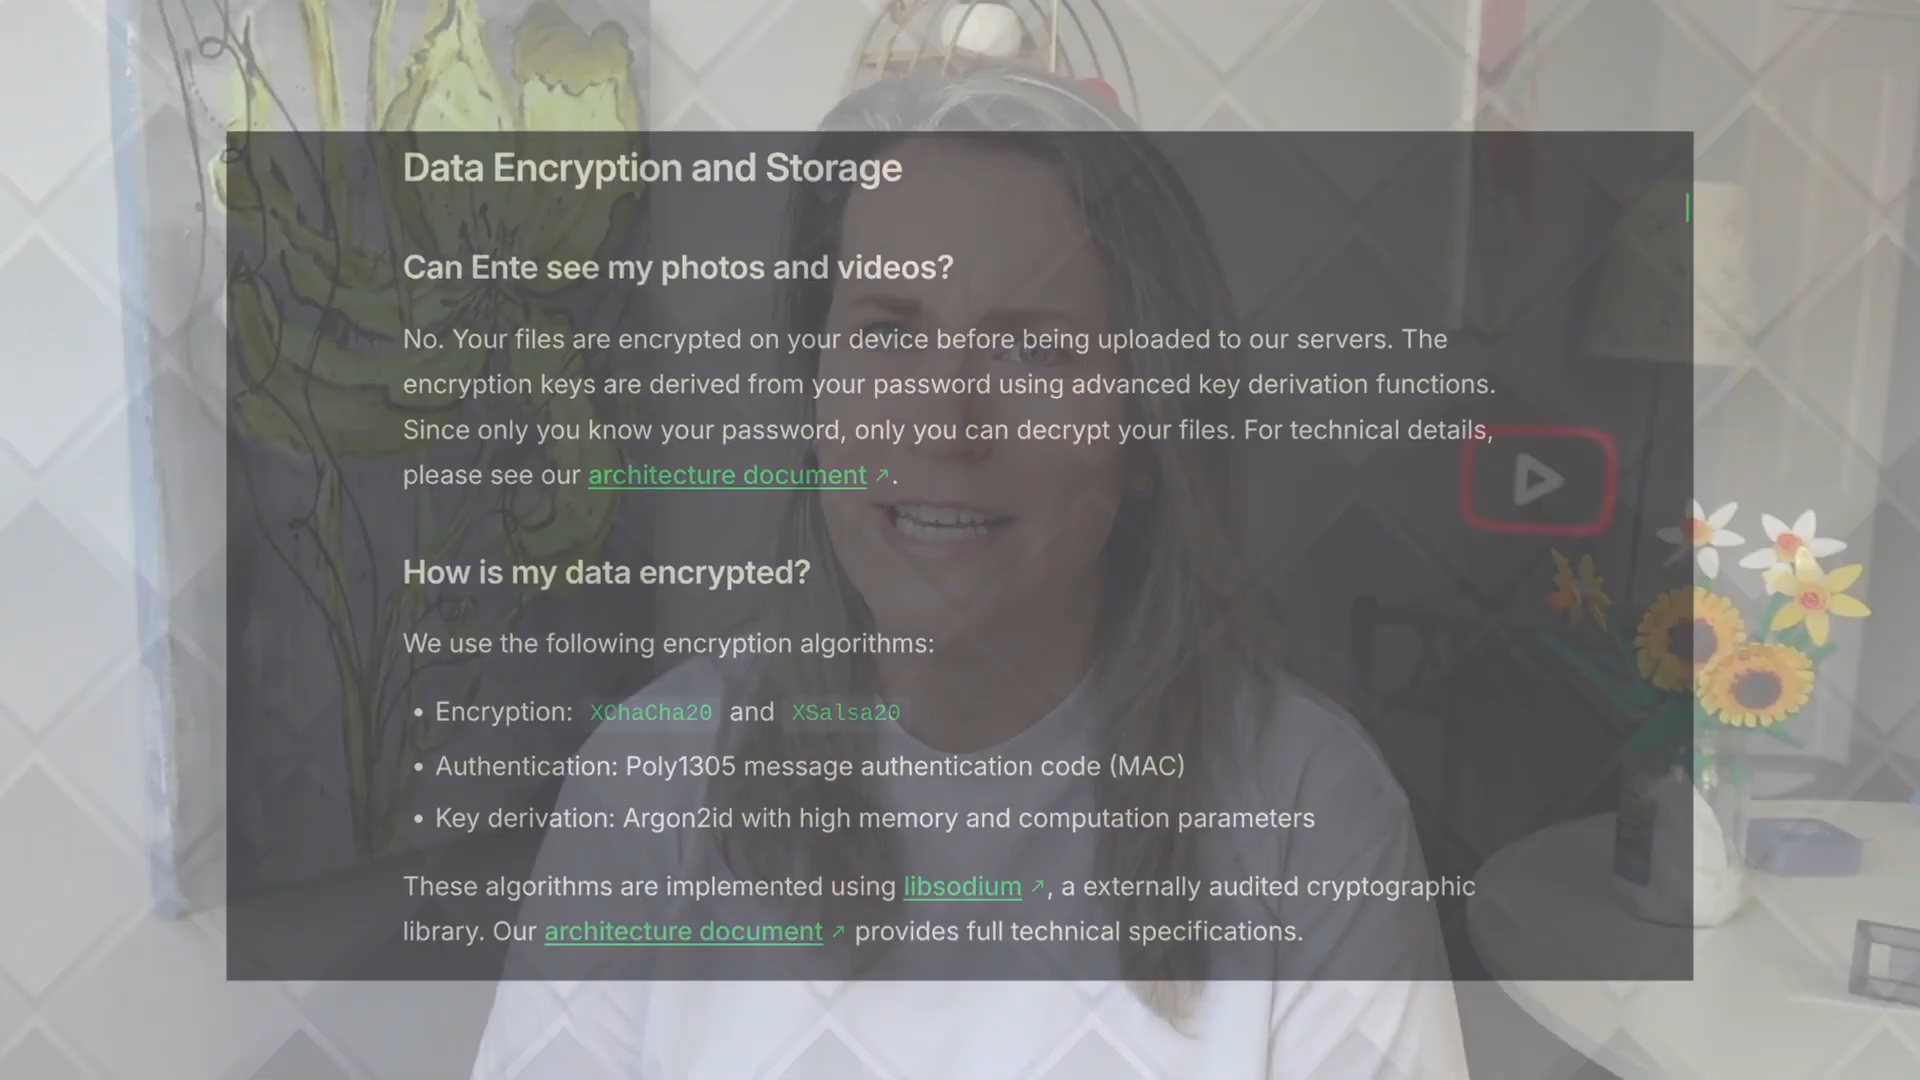 Data Encryption and Storage
Can Ente see my photos and videos?
No. Your files are encrypted on your device before being uploaded to our servers. The
encryption keys are derived from your password using advanced key derivation functions.
Since only you know your password, only you can decrypt your files. For technical details,
please see our architecture document ↗.
How is my data encrypted?
We use the following encryption algorithms:
• Encryption: XChaCha20 and XSalsa20
• Authentication: Poly1305 message authentication code (MAC)
• Key derivation: Argon2id with high memory and computation parameters
These algorithms are implemented using libsodium ↗, a externally audited cryptographic
library. Our architecture document ↗ provides full technical specifications.